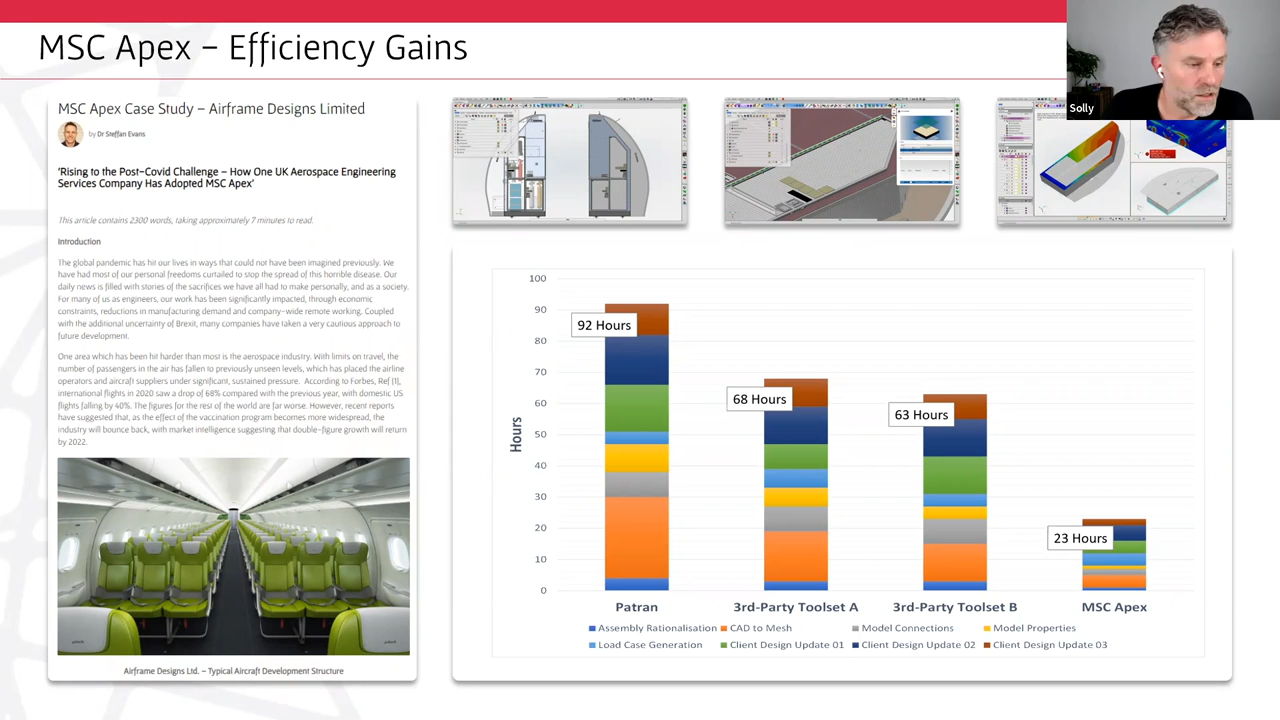 MSC Apex – Efficiency Gains
Solly
MSC Apex Case Study – Airframe Designs Limited
by Dr Steffan Evans
'Rising to the Post-Covid Challenge – How One UK Aerospace Engineering
Services Company Has Adopted MSC Apex'
This article contains 2300 words, taking approximately 7 minutes to read.
Introduction
The global pandemic has hit our lives in ways that could not have been imagined previously. We
have had most of our personal freedoms curtailed to stop the spread of this horrible disease. Our
daily news is filled with stories of the sacrifices we have all had to make personally, and as a society.
For many of us as engineers, our work has been significantly impacted, through economic
constraints, reductions in manufacturing demand and company-wide remote working. Coupled
with the additional uncertainty of Brexit, many companies have taken a very cautious approach to
future development.
One area which has been hit harder than most is the aerospace industry. With limits on travel, the
number of passengers in the air has fallen to previously unseen levels, which has placed the airline
operators and aircraft suppliers under significant, sustained pressure. According to Forbes, Ref [1],
international flights in 2020 saw a drop of 68% compared with the previous year, with domestic US
flights falling by 40%. The figures for the rest of the world are far worse. However, recent reports
have suggested that, as the effect of the vaccination program becomes more widespread, the
industry will bounce back, with market intelligence suggesting that double-figure growth will return
by 2022.
Airframe Designs Ltd. – Typical Aircraft Development Structure
100
90
80
70
60
50
40
30
20
10
0
Hours
92 Hours
68 Hours
63 Hours
23 Hours
Patran
3rd-Party Toolset A
3rd-Party Toolset B
MSC Apex
Assembly Rationalisation
CAD to Mesh
Model Connections
Model Properties
Load Case Generation
Client Design Update 01
Client Design Update 02
Client Design Update 03